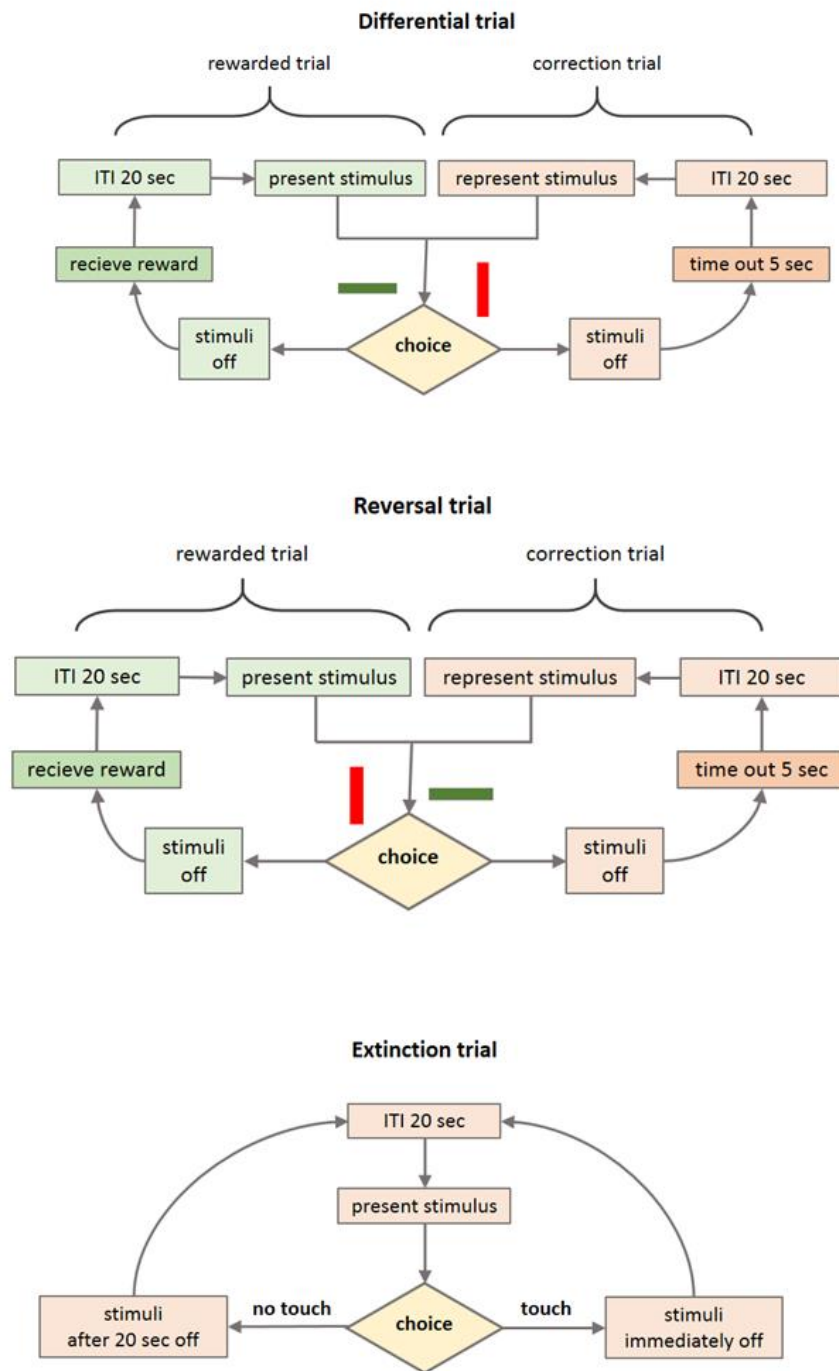 Differential trial
rewarded trial
correction trial
ITI 20 sec
present stimulus
represent stimulus
ITI 20 sec
recieve reward
time out 5 sec
stimuli
off
choice
stimuli
off
Reversal trial
rewarded trial
correction trial
ITI 20 sec
present stimulus
represent stimulus
ITI 20 sec
recieve reward
time out 5 sec
stimuli
off
choice
stimuli
off
Extinction trial
ITI 20 sec
present stimulus
stimuli
after 20 sec off
no touch
choice
touch
stimuli
immediately off